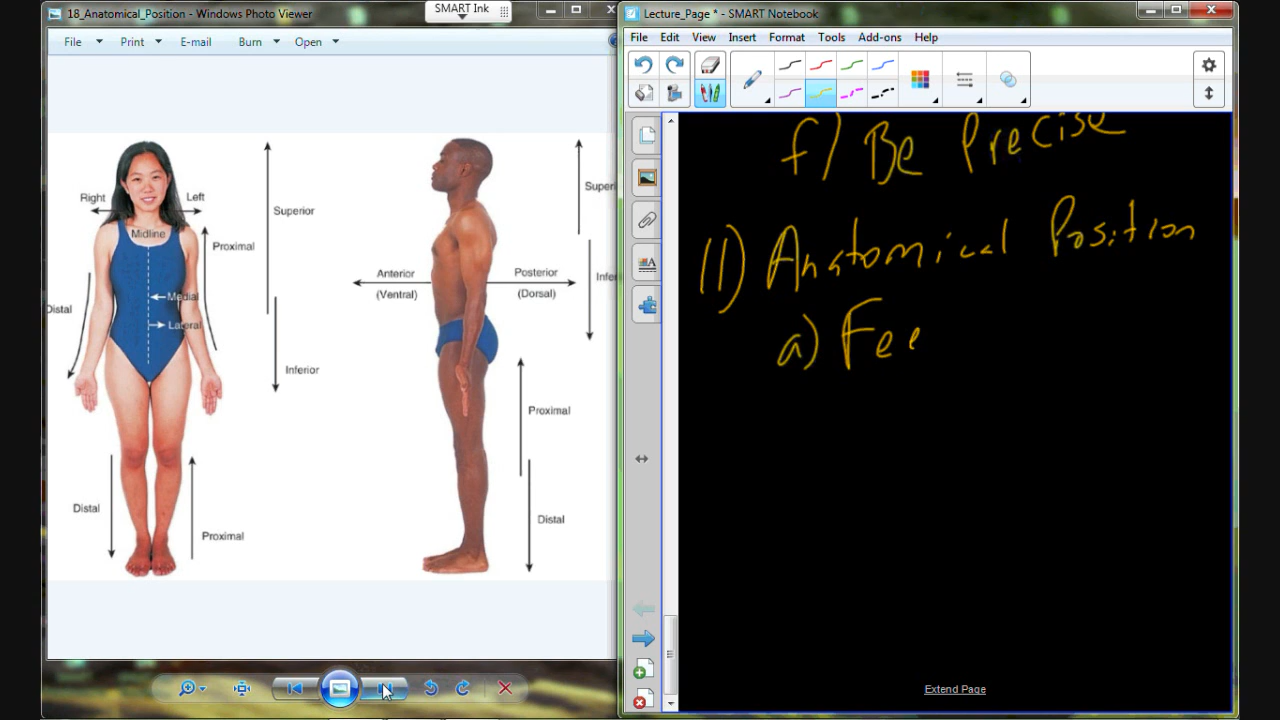 18_Anatomical_Position - Windows Photo Viewer
SMART Ink
File Print E-mail Burn Open
Right Left
Midline
Superior
Proximal
Distal
Medial
Lateral
Inferior
Distal
Proximal
Superi
Anterior Posterior
(Ventral) (Dorsal)
Infe
Proximal
Distal
Lecture_Page * - SMART Notebook
File Edit View Insert Format Tools Add-ons Help
f) Be Precise
11) Anatomical Position
a) Fee
Extend Page